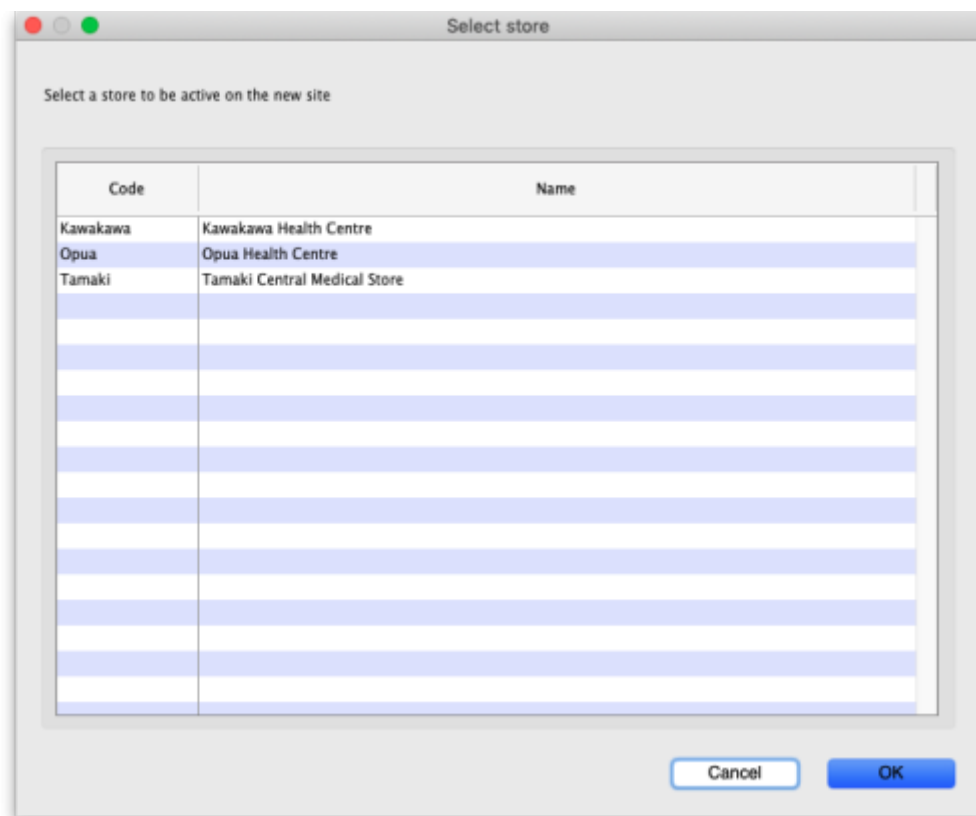 Select store
Select a store to be active on the new site
Code Name
Kawakawa Kawakawa Health Centre
Opua Opua Health Centre
Tamaki Tamaki Central Medical Store
Cancel OK